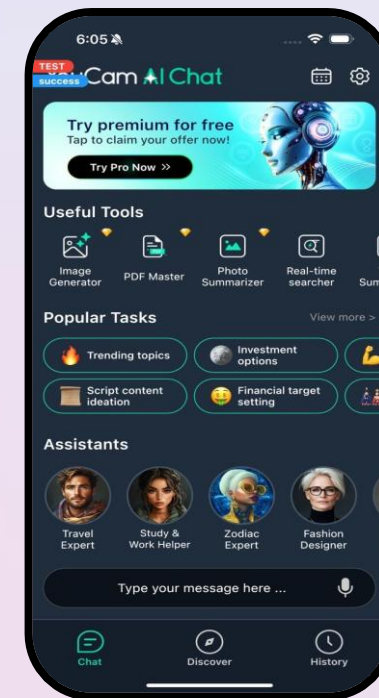 6:05
TEST
success
Cam AI Chat
Try premium for free
Tap to claim your offer now!
Try Pro Now >>
Useful Tools
Image
Generator
PDF Master
Photo
Summarizer
Real-time
searcher
Sum
Popular Tasks
View more >
Trending topics
Investment
options
Script content
ideation
Financial target
setting
Assistants
Travel
Expert
Study &
Work Helper
Zodiac
Expert
Fashion
Designer
Type your message here ...
Chat
Discover
History